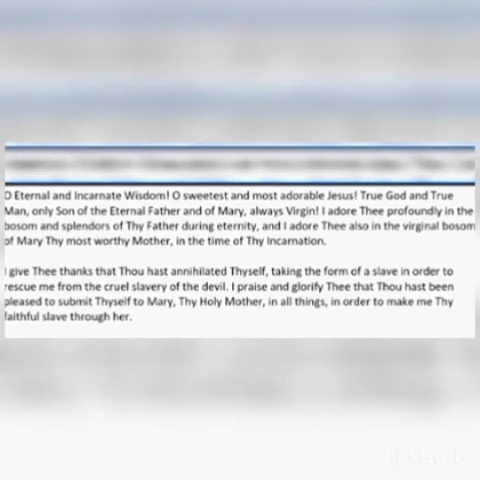 O Eternal and Incarnate Wisdom! O sweetest and most adorable Jesus! True God and True
Man, only Son of the Eternal Father and of Mary, always Virgin! I adore Thee profoundly in the
bosom and splendors of Thy Father during eternity, and I adore Thee also in the virginal bosom
of Mary Thy most worthy Mother, in the time of Thy Incarnation.
I give Thee thanks that Thou hast annihilated Thyself, taking the form of a slave in order to
rescue me from the cruel slavery of the devil. I praise and glorify Thee that Thou hast been
pleased to submit Thyself to Mary, Thy Holy Mother, in all things, in order to make me Thy
faithful slave through her.